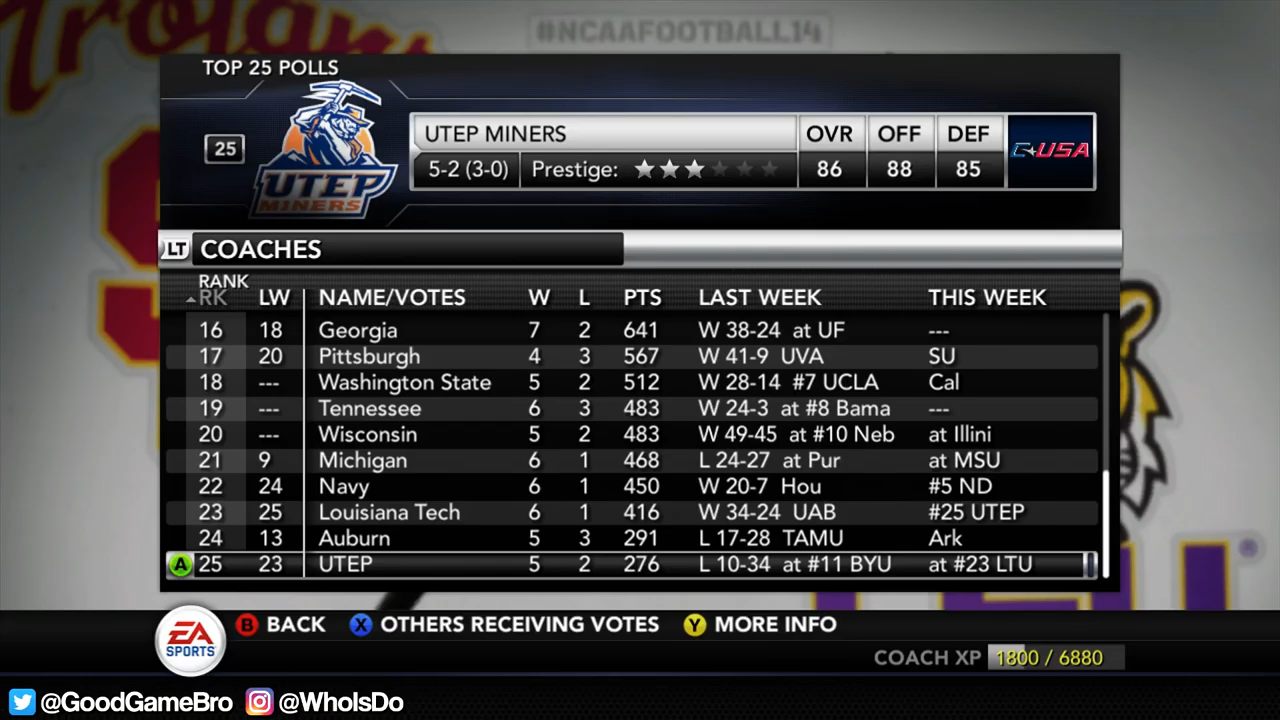 #NCAAFOOTBALL14
Trojans
TOP 25 POLLS
25
UTEP
MINERS
UTEP MINERS
OVR OFF DEF
C USA
5-2 (3-0) Prestige: 86 88 85
LT COACHES
RANK
RK LW NAME/VOTES W L PTS LAST WEEK THIS WEEK
16 18 Georgia 7 2 641 W 38-24 at UF ---
17 20 Pittsburgh 4 3 567 W 41-9 UVA SU
18 --- Washington State 5 2 512 W 28-14 #7 UCLA Cal
19 --- Tennessee 6 3 483 W 24-3 at #8 Bama ---
20 --- Wisconsin 5 2 483 W 49-45 at #10 Neb at Illini
21 9 Michigan 6 1 468 L 24-27 at Pur at MSU
22 24 Navy 6 1 450 W 20-7 Hou #5 ND
23 25 Louisiana Tech 6 1 416 W 34-24 UAB #25 UTEP
24 13 Auburn 5 3 291 L 17-28 TAMU Ark
A 25 23 UTEP 5 2 276 L 10-34 at #11 BYU at #23 LTU
EA
SPORTS
B BACK X OTHERS RECEIVING VOTES Y MORE INFO
COACH XP 1800 / 6880
@GoodGameBro @WhoIsDo